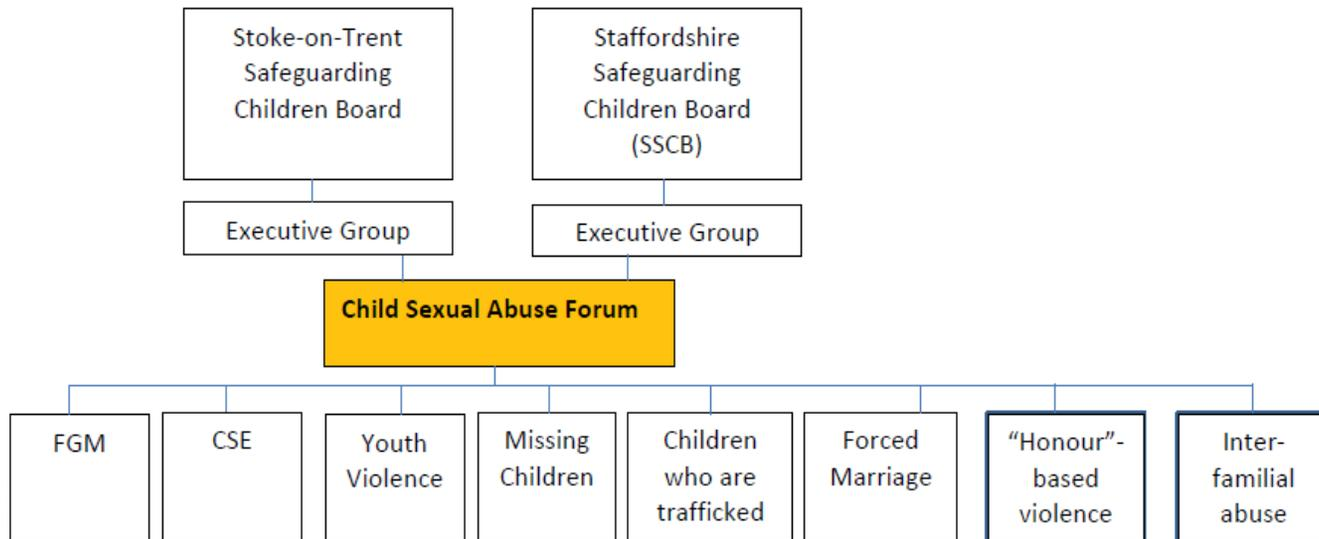 Stoke-on-Trent
Safeguarding
Children Board
Staffordshire
Safeguarding
Children Board
(SSCB)
Executive Group
Executive Group
Child Sexual Abuse Forum
FGM
CSE
Youth
Violence
Missing
Children
Children
who are
trafficked
Forced
Marriage
“Honour”-
based
violence
Inter-
familial
abuse